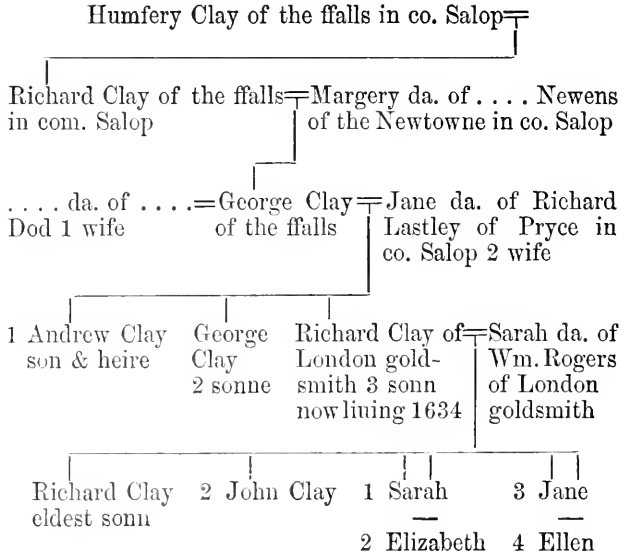 Humfery Clay of the ffalls in co. Salop
Richard Clay of the ffalls
in com. Salop
Margery da. of . . . . Newens
of the Newtowne in co. Salop
. . . . da. of . . . .
Dod 1 wife
George Clay
of the ffalls
Jane da. of Richard
Lastley of Pryce in
co. Salop 2 wife
1 Andrew Clay
son & heire
George
Clay
2 sonne
Richard Clay of
London gold-
smith 3 sonn
now liuing 1634
Sarah da. of
Wm. Rogers
of London
goldsmith
Richard Clay
eldest sonn
2 John Clay
1 Sarah
2 Elizabeth
3 Jane
4 Ellen